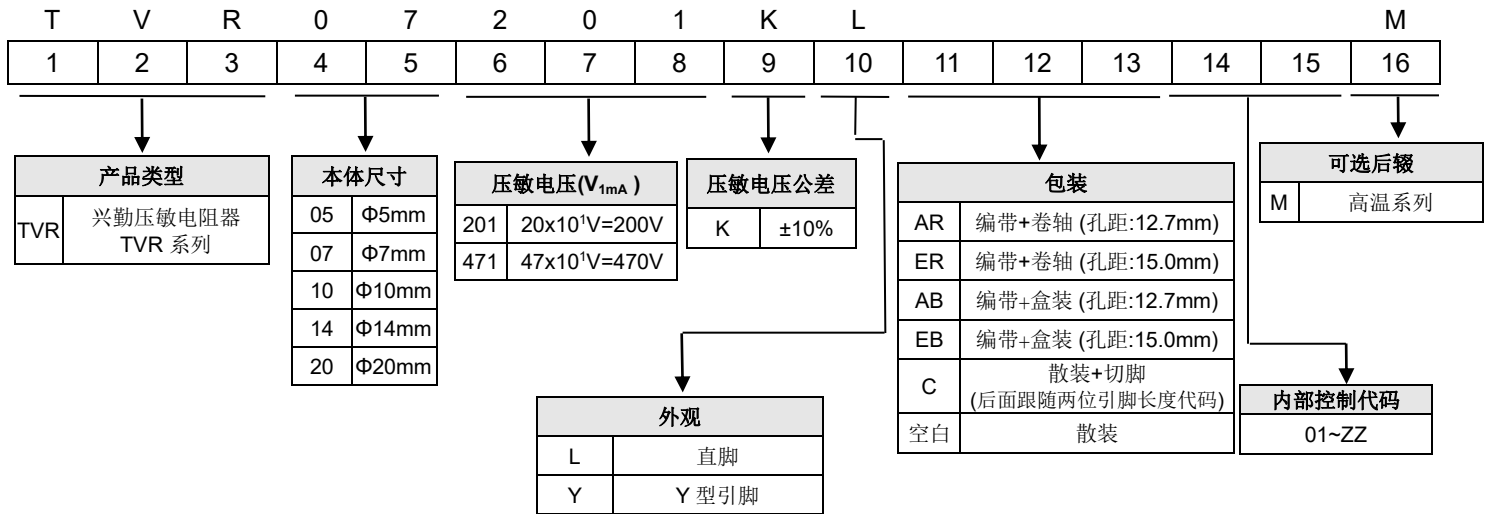 T V R 0 7 2 0 1 K L M
1 2 3 4 5 6 7 8 9 10 11 12 13 14 15 16
产品类型
TVR 兴勤压敏电阻器
TVR 系列
本体尺寸
05 Φ5mm
07 Φ7mm
10 Φ10mm
14 Φ14mm
20 Φ20mm
压敏电压(V1mA )
201 20x10¹V=200V
471 47x10¹V=470V
压敏电压公差
K ±10%
外观
L 直脚
Y Y 型引脚
包装
AR 编带+卷轴 (孔距:12.7mm)
ER 编带+卷轴 (孔距:15.0mm)
AB 编带+盒装 (孔距:12.7mm)
EB 编带+盒装 (孔距:15.0mm)
C 散装+切脚
(后面跟随两位引脚长度代码)
空白 散装
内部控制代码
01~ZZ
可选后辍
M 高温系列